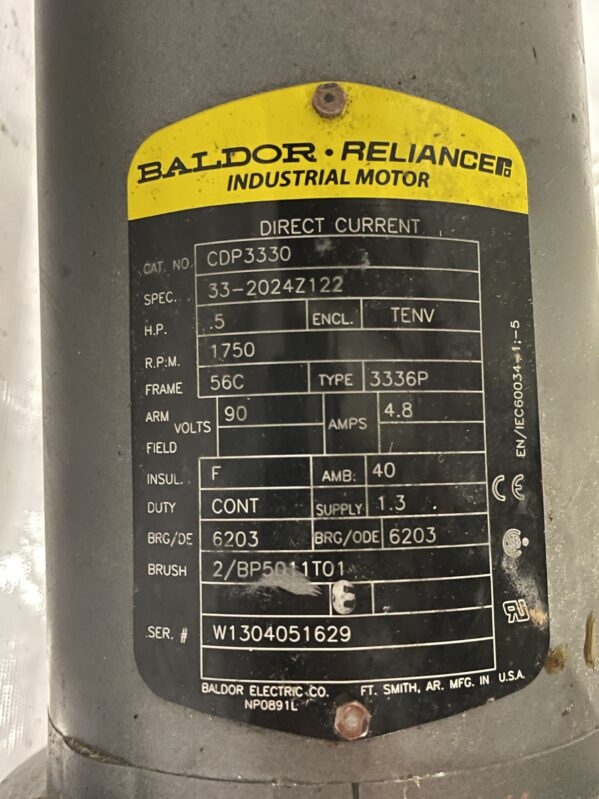 BALDOR · RELIANCE
INDUSTRIAL MOTOR
DIRECT CURRENT
CAT. NO. CDP3330
SPEC. 33-2024Z122
H.P. .5 ENCL. TENV
R.P.M. 1750
FRAME 56C TYPE 3336P
ARM VOLTS 90 AMPS 4.8
FIELD
INSUL. F AMB: 40
DUTY CONT SUPPLY 1.3
BRG/DE 6203 BRG/ODE 6203
BRUSH 2/BP5011T01
E
SER. # W1304051629
BALDOR ELECTRIC CO. FT. SMITH, AR. MFG. IN U.S.A.
NP0891L
EN/IEC60034-1;-5
CE